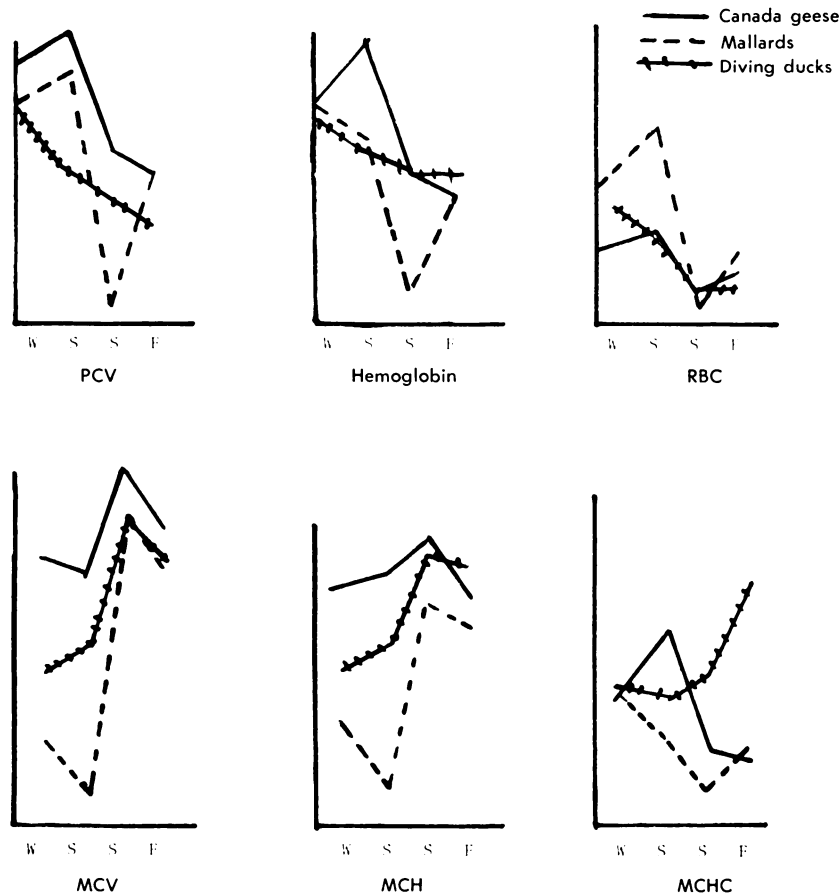 Canada geese
Mallards
Diving ducks
W S S F
PCV
W S S F
Hemoglobin
W S S F
RBC
W S S F
MCV
W S S F
MCH
W S S F
MCHC